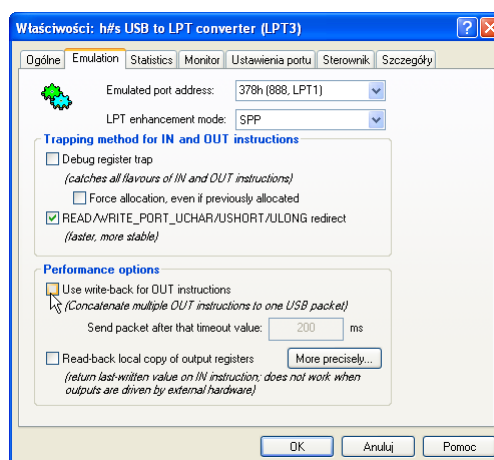 Właściwości: h#s USB to LPT converter (LPT3)
Ogólne Emulation Statistics Monitor Ustawienia portu Sterownik Szczegóły
Emulated port address: 378h (888, LPT1)
LPT enhancement mode: SPP
Trapping method for IN and OUT instructions
Debug register trap
(catches all flavours of IN and OUT instructions)
Force allocation, even if previously allocated
READ/WRITE_PORT_UCHAR/USHORT/ULONG redirect
(faster, more stable)
Performance options
Use write-back for OUT instructions
(Concatenate multiple OUT instructions to one USB packet)
Send packet after that timeout value: 200 ms
Read-back local copy of output registers More precisely...
(return last-written value on IN instruction; does not work when
outputs are driven by external hardware)
OK Anuluj Pomoc